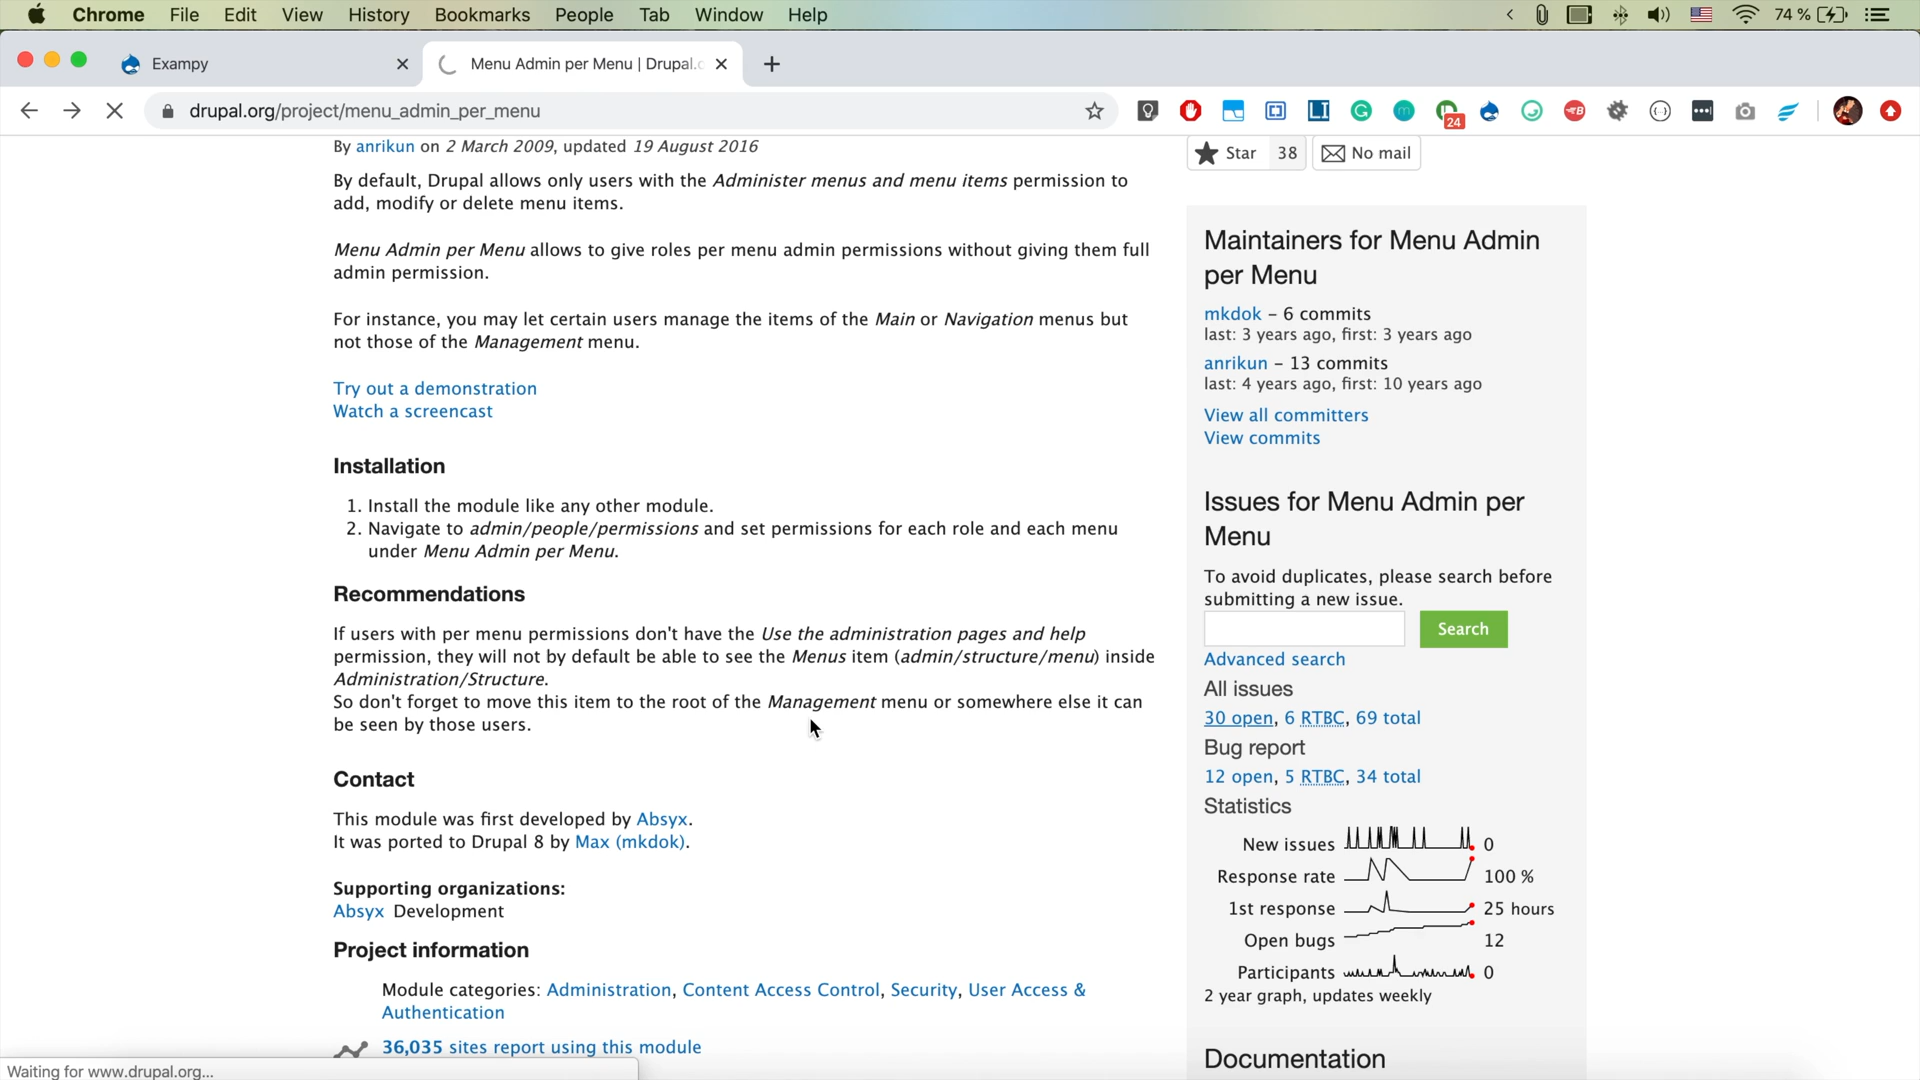 Chrome File Edit View History Bookmarks People Tab Window Help
74 %
Exampy
Menu Admin per Menu | Drupal.o
drupal.org/project/menu_admin_per_menu
24
By anrikun on 2 March 2009, updated 19 August 2016
By default, Drupal allows only users with the Administer menus and menu items permission to
add, modify or delete menu items.
Menu Admin per Menu allows to give roles per menu admin permissions without giving them full
admin permission.
For instance, you may let certain users manage the items of the Main or Navigation menus but
not those of the Management menu.
Try out a demonstration
Watch a screencast
Installation
1. Install the module like any other module.
2. Navigate to admin/people/permissions and set permissions for each role and each menu
under Menu Admin per Menu.
Recommendations
If users with per menu permissions don't have the Use the administration pages and help
permission, they will not by default be able to see the Menus item (admin/structure/menu) inside
Administration/Structure.
So don't forget to move this item to the root of the Management menu or somewhere else it can
be seen by those users.
Contact
This module was first developed by Absyx.
It was ported to Drupal 8 by Max (mkdok).
Supporting organizations:
Absyx Development
Project information
Module categories: Administration, Content Access Control, Security, User Access &
Authentication
36,035 sites report using this module
Star 38 No mail
Maintainers for Menu Admin
per Menu
mkdok – 6 commits
last: 3 years ago, first: 3 years ago
anrikun – 13 commits
last: 4 years ago, first: 10 years ago
View all committers
View commits
Issues for Menu Admin per
Menu
To avoid duplicates, please search before
submitting a new issue.
Search
Advanced search
All issues
30 open, 6 RTBC, 69 total
Bug report
12 open, 5 RTBC, 34 total
Statistics
New issues 0
Response rate 100 %
1st response 25 hours
Open bugs 12
Participants 0
2 year graph, updates weekly
Documentation
Waiting for www.drupal.org...